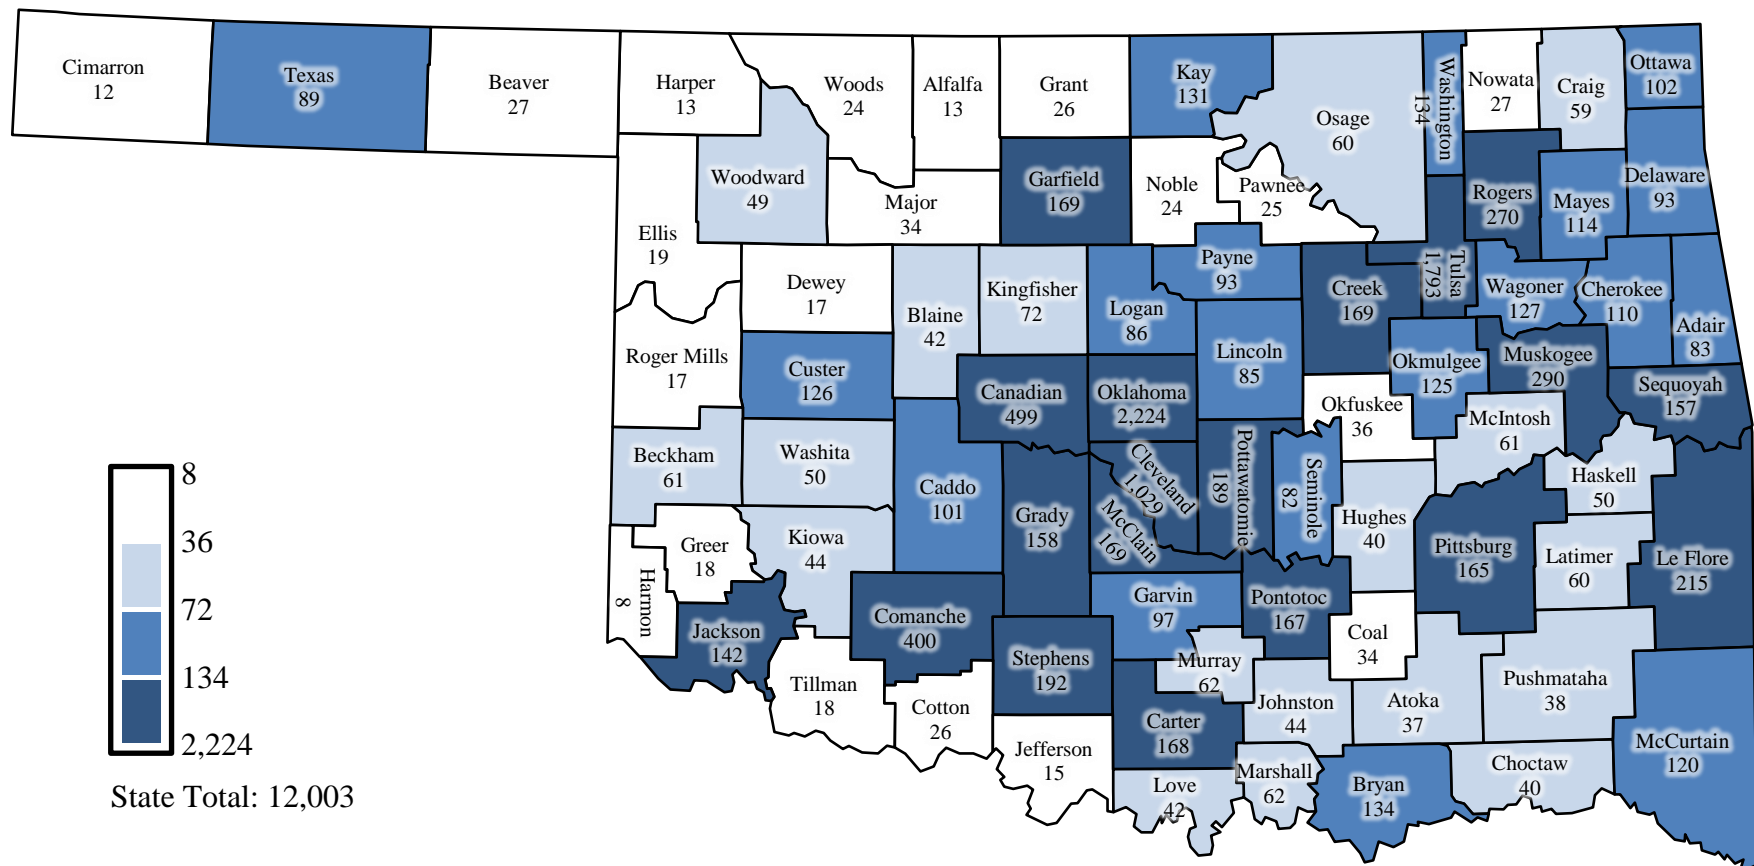 Cimarron
12
Texas
89
Beaver
27
Harper
13
Woods
24
Alfalfa
13
Grant
26
Kay
131
Osage
60
Washington
134
Nowata
27
Craig
59
Ottawa
102
Woodward
49
Major
34
Garfield
169
Noble
24
Pawnee
25
Rogers
270
Mayes
114
Delaware
93
Ellis
19
Dewey
17
Blaine
42
Kingfisher
72
Logan
86
Payne
93
Creek
169
Tulsa
1,793
Wagoner
127
Cherokee
110
Adair
83
Roger Mills
17
Custer
126
Canadian
499
Oklahoma
2,224
Lincoln
85
Okfuskee
36
Okmulgee
125
Muskogee
290
Sequoyah
157
Beckham
61
Washita
50
Caddo
101
Grady
158
Cleveland
1,029
McClain
169
Pottawatomie
189
Seminole
82
Hughes
40
McIntosh
61
Haskell
50
Pittsburg
165
Latimer
60
Le Flore
215
Harmon
8
Greer
18
Kiowa
44
Jackson
142
Comanche
400
Garvin
97
Pontotoc
167
Coal
34
Tillman
18
Cotton
26
Stephens
192
Murray
62
Carter
168
Johnston
44
Atoka
37
Pushmataha
38
McCurtain
120
Jefferson
15
Love
42
Marshall
62
Bryan
134
Choctaw
40
8
36
72
134
2,224
State Total: 12,003